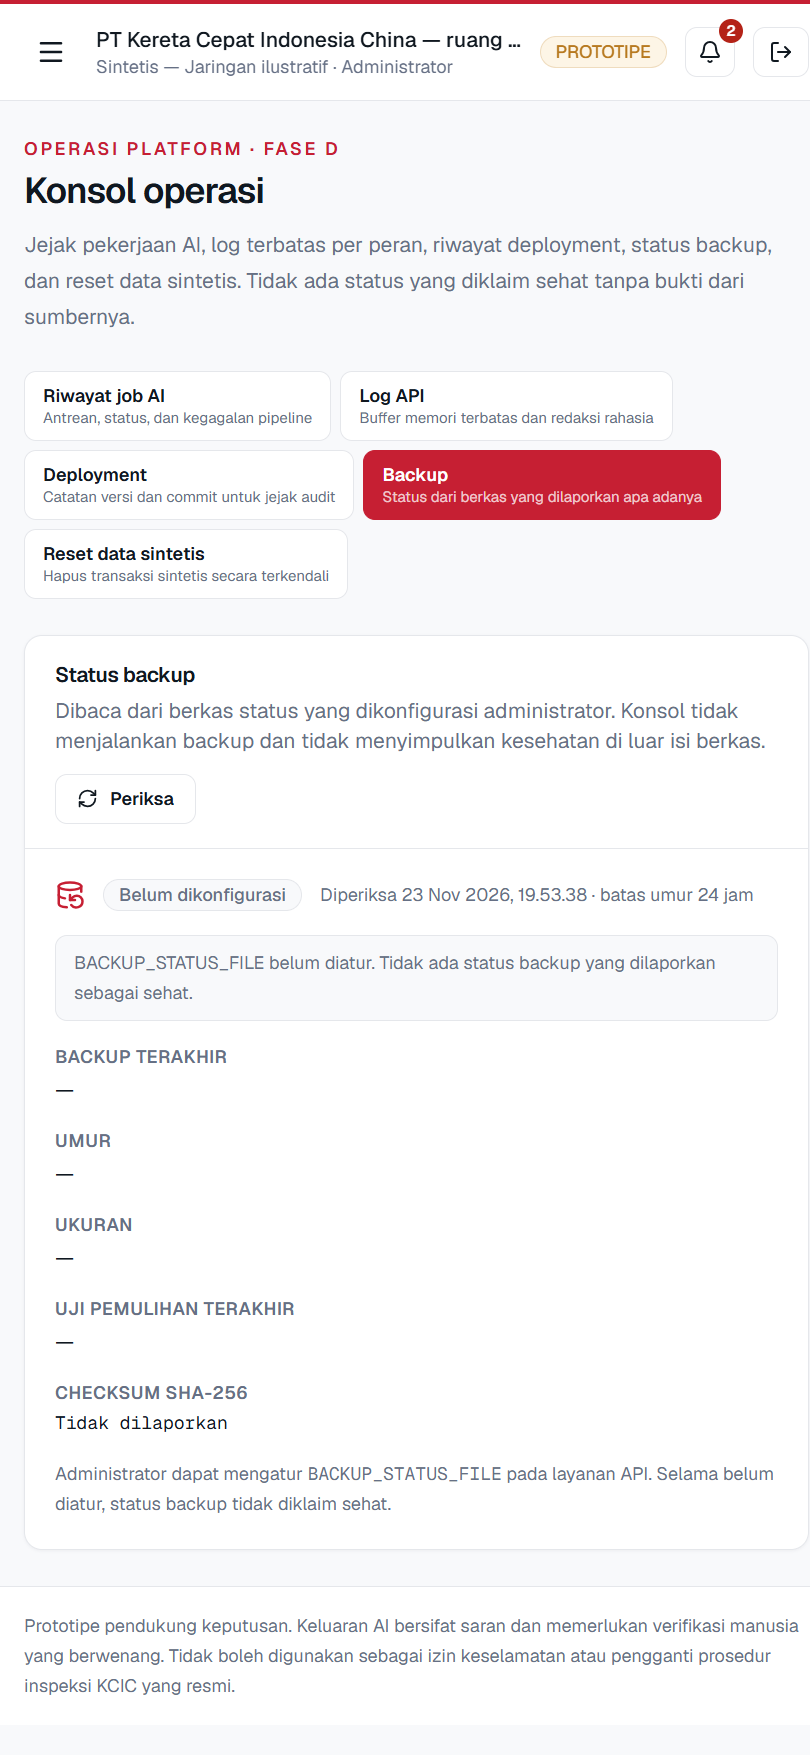 PT Kereta Cepat Indonesia China — ruang ...
PROTOTIPE
2
Sintetis — Jaringan ilustratif · Administrator
OPERASI PLATFORM · FASE D
Konsol operasi
Jejak pekerjaan AI, log terbatas per peran, riwayat deployment, status backup,
dan reset data sintetis. Tidak ada status yang diklaim sehat tanpa bukti dari
sumbernya.
Riwayat job AI
Antrean, status, dan kegagalan pipeline
Log API
Buffer memori terbatas dan redaksi rahasia
Deployment
Catatan versi dan commit untuk jejak audit
Backup
Status dari berkas yang dilaporkan apa adanya
Reset data sintetis
Hapus transaksi sintetis secara terkendali
Status backup
Dibaca dari berkas status yang dikonfigurasi administrator. Konsol tidak
menjalankan backup dan tidak menyimpulkan kesehatan di luar isi berkas.
Periksa
Belum dikonfigurasi
Diperiksa 23 Nov 2026, 19.53.38 · batas umur 24 jam
BACKUP_STATUS_FILE belum diatur. Tidak ada status backup yang dilaporkan
sebagai sehat.
BACKUP TERAKHIR
—
UMUR
—
UKURAN
—
UJI PEMULIHAN TERAKHIR
—
CHECKSUM SHA-256
Tidak dilaporkan
Administrator dapat mengatur BACKUP_STATUS_FILE pada layanan API. Selama belum
diatur, status backup tidak diklaim sehat.
Prototipe pendukung keputusan. Keluaran AI bersifat saran dan memerlukan verifikasi manusia
yang berwenang. Tidak boleh digunakan sebagai izin keselamatan atau pengganti prosedur
inspeksi KCIC yang resmi.